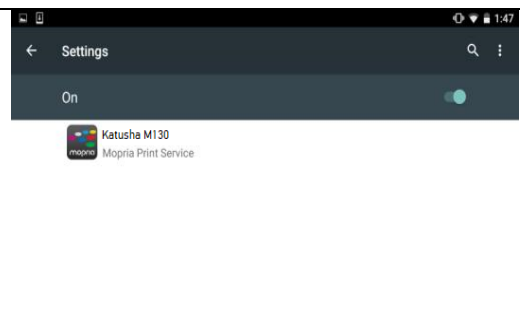 1:47
Settings
On
Katusha M130
mopria
Mopria Print Service